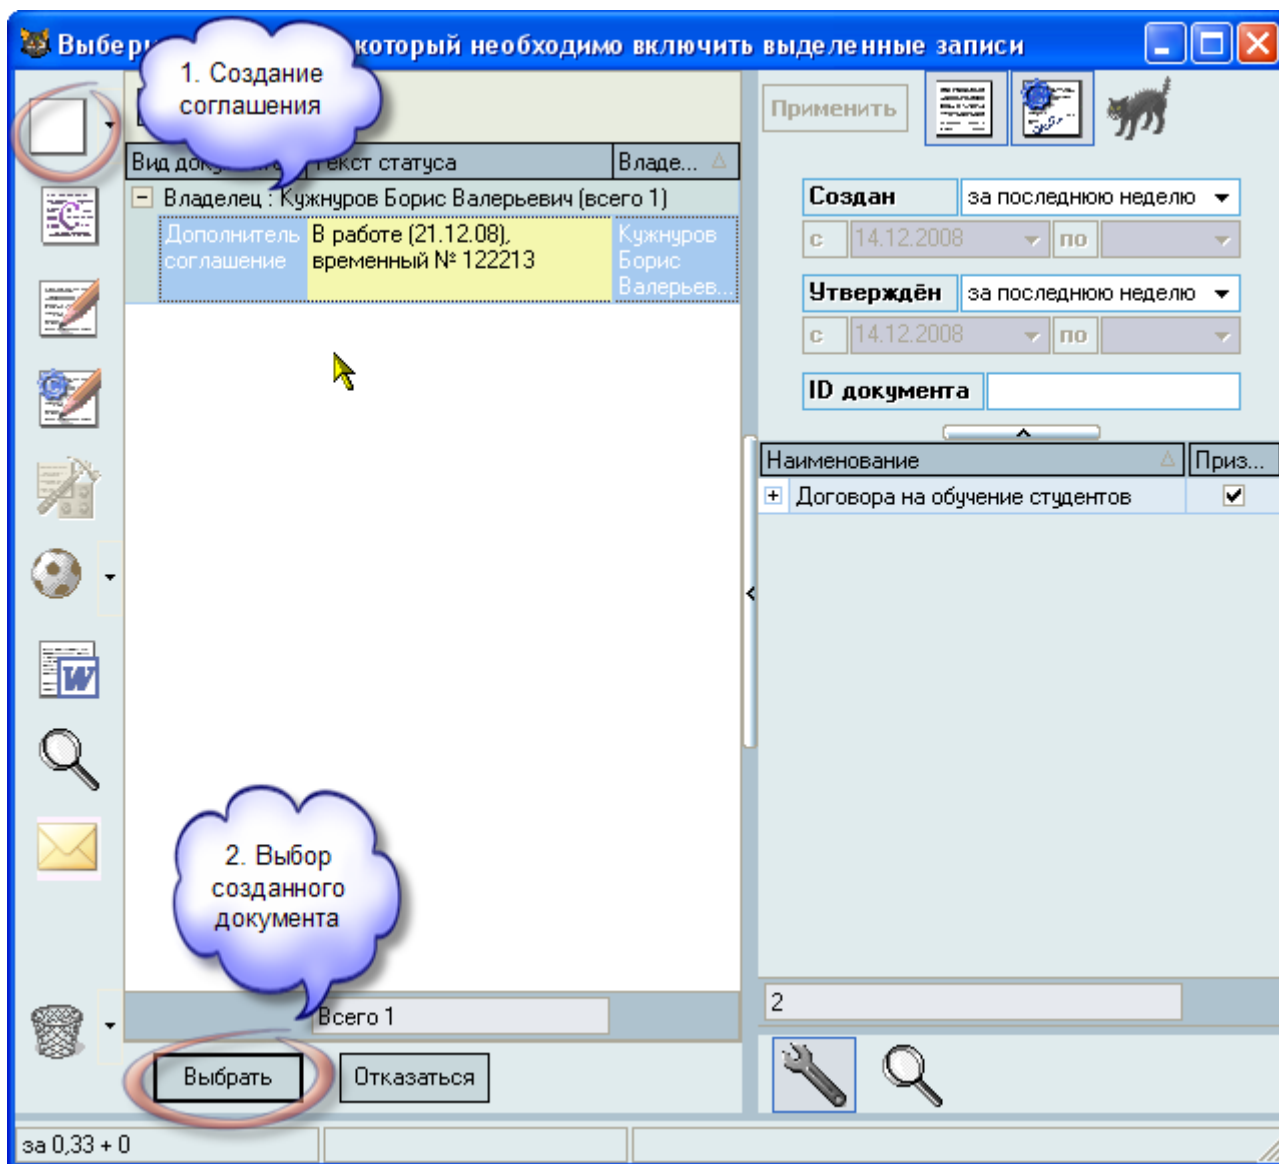 Выбери который необходимо включить выделенные записи
1. Создание
соглашения
Применить
Вид документа
Текст статуса
Владе...
Владелец : Кужнуров Борис Валерьевич (всего 1)
Дополнитель
соглашение
В работе (21.12.08),
временный № 122213
Кужнуров
Борис
Валерьев...
Создан
за последнюю неделю
с
14.12.2008
по
Утверждён
за последнюю неделю
с
14.12.2008
по
ID документа
Наименование
Приз...
Договора на обучение студентов
2. Выбор
созданного
документа
Всего 1
2
Выбрать
Отказаться
за 0,33 + 0